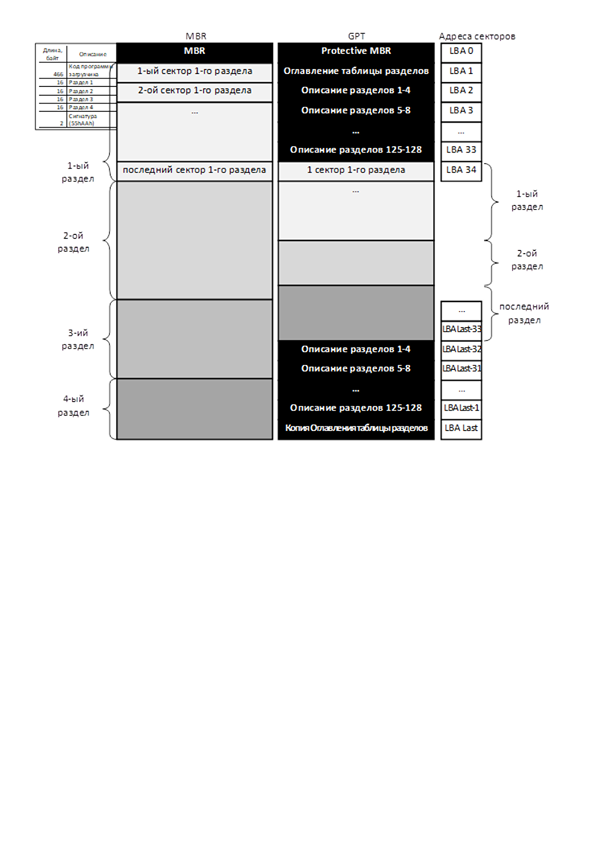 MBR
GPT
Адреса секторов
Длина, байт
Описание
466
Код программы загрузчика
16
Раздел 1
16
Раздел 2
16
Раздел 3
16
Раздел 4
2
Сигнатура (55hAAh)
MBR
Protective MBR
LBA 0
1-ый сектор 1-го раздела
Оглавление таблицы разделов
LBA 1
2-ой сектор 1-го раздела
Описание разделов 1-4
LBA 2
...
Описание разделов 5-8
LBA 3
...
...
Описание разделов 125-128
LBA 33
1-ый раздел
последний сектор 1-го раздела
1 сектор 1-го раздела
LBA 34
...
1-ый раздел
2-ой раздел
2-ой раздел
последний раздел
...
3-ий раздел
LBA Last-33
Описание разделов 1-4
LBA Last-32
Описание разделов 5-8
LBA Last-31
4-ый раздел
...
...
Описание разделов 125-128
LBA Last-1
Копия Оглавления таблицы разделов
LBA Last